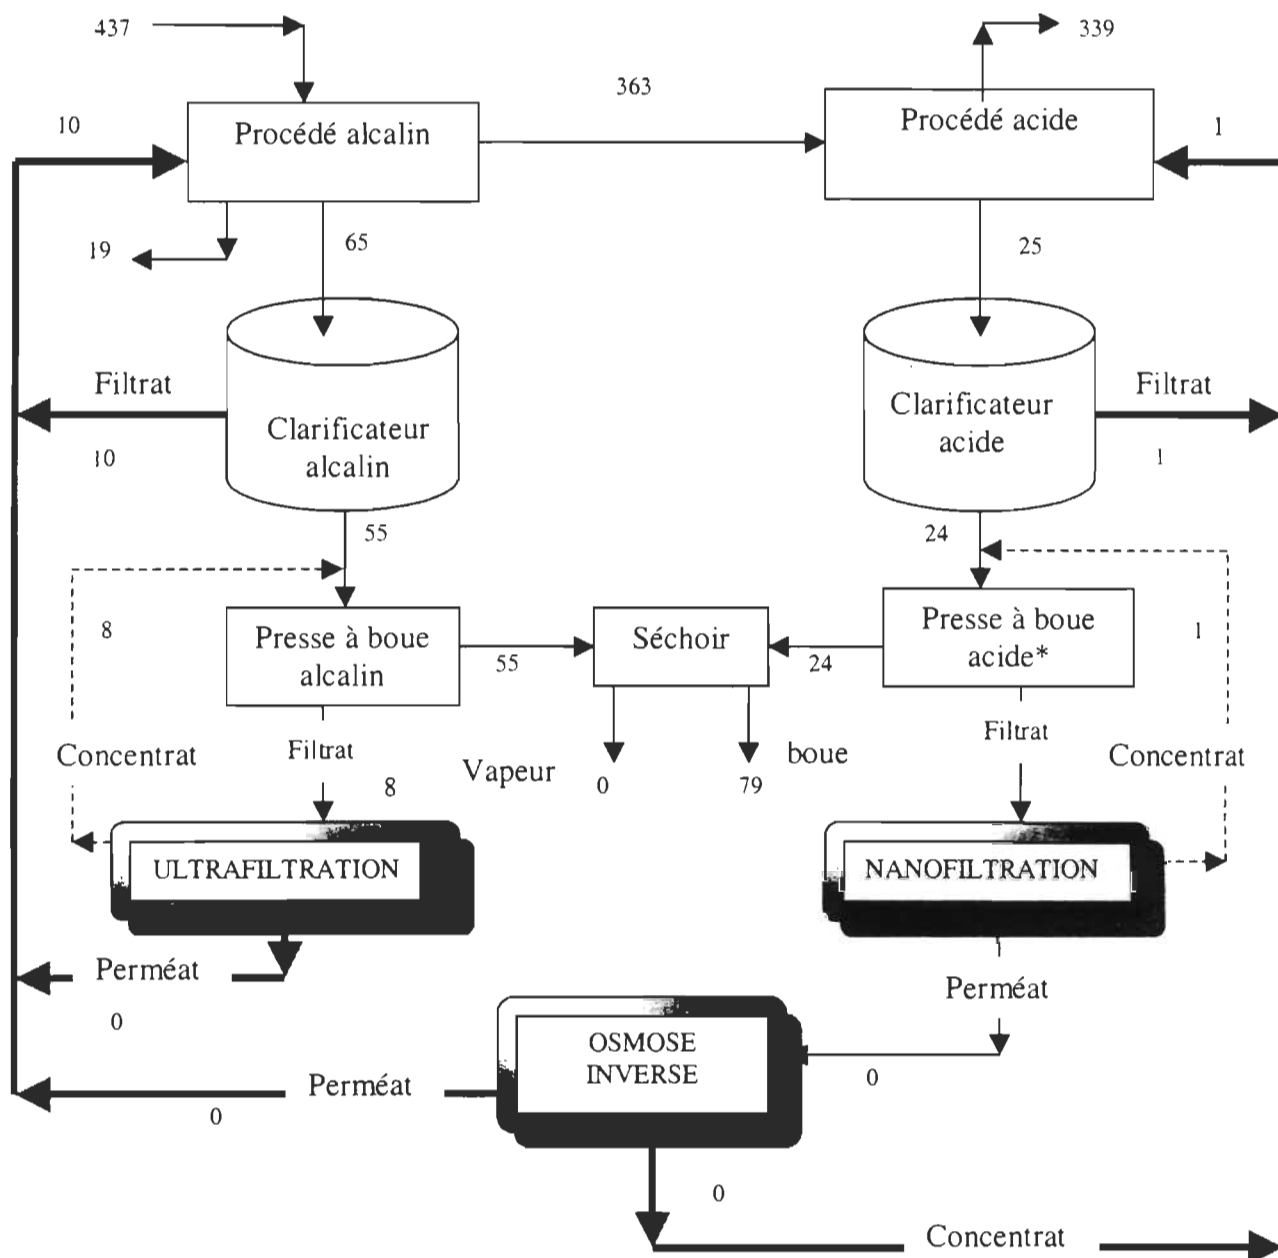 437
339
363
10
Procédé alcalin
Procédé acide
1
19
65
25
Filtrat
Filtrat
Clarificateur
alcalin
Clarificateur
acide
10
1
55
24
8
Presse à boue
alcalin
55
Séchoir
24
Presse à boue
acide*
1
Concentrat
Filtrat
8
Vapeur
0
79
boue
Filtrat
Concentrat
ULTRAFILTRATION
NANOFILTRATION
Perméat
0
Perméat
OSMOSE
INVERSE
0
Perméat
0
0
Concentrat